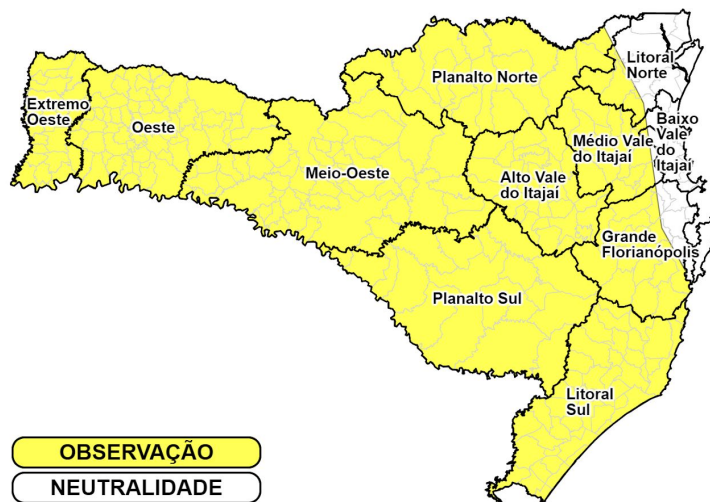 Litoral
Norte
Planalto Norte
Extremo
Oeste
Oeste
Baixo
Vale
do
Itajaí
Médio Vale
do Itajaí
Meio-Oeste
Alto Vale
do Itajaí
Grande
Florianópolis
Planalto Sul
Litoral
Sul
OBSERVAÇÃO
NEUTRALIDADE